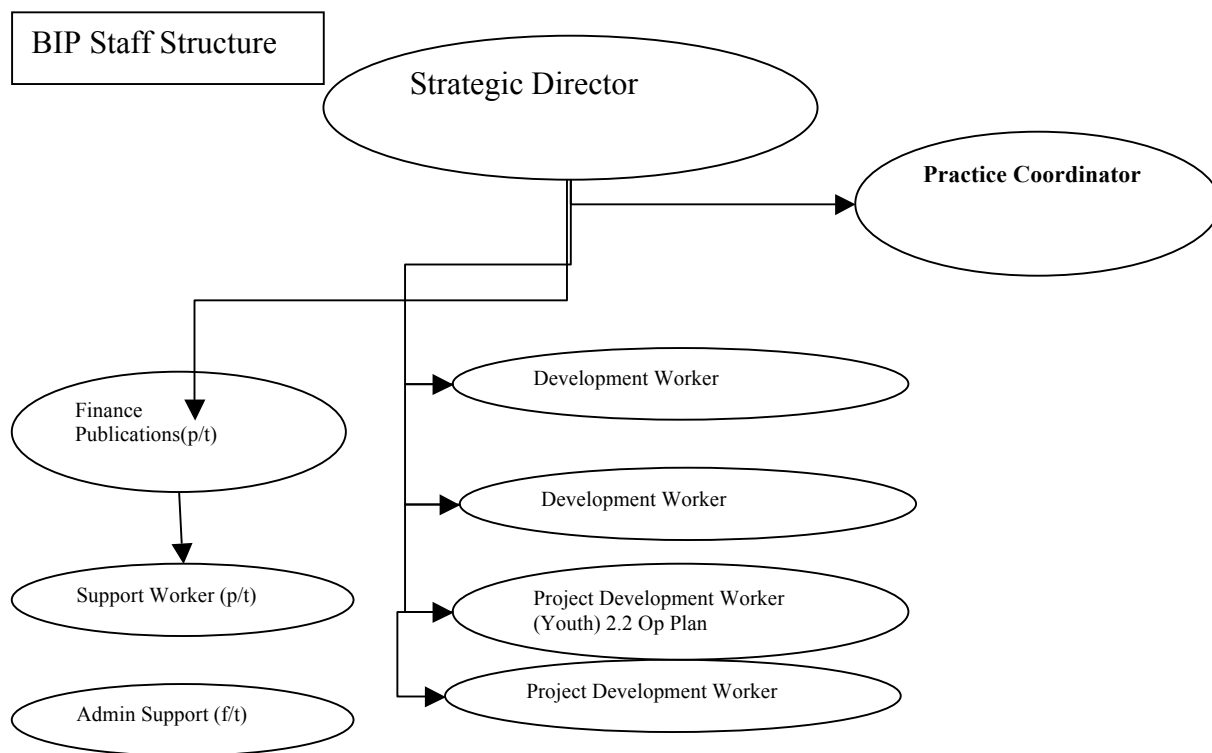 BIP Staff Structure
Strategic Director
Practice Coordinator
Development Worker
Finance
Publications(p/t)
Development Worker
Support Worker (p/t)
Project Development Worker
(Youth) 2.2 Op Plan
Project Development Worker
Admin Support (f/t)